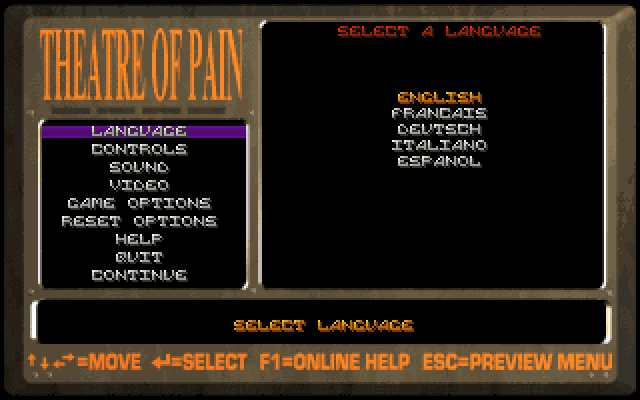 THEATRE OF PAIN
SELECT A LANGUAGE
ENGLISH
FRANCAIS
DEUTSCH
ITALIANO
ESPANOL
LANGUAGE
CONTROLS
SOUND
VIDEO
GAME OPTIONS
RESET OPTIONS
HELP
QUIT
CONTINUE
SELECT LANGUAGE
↑↓←→=MOVE ↵=SELECT F1=ONLINE HELP ESC=PREVIEW MENU